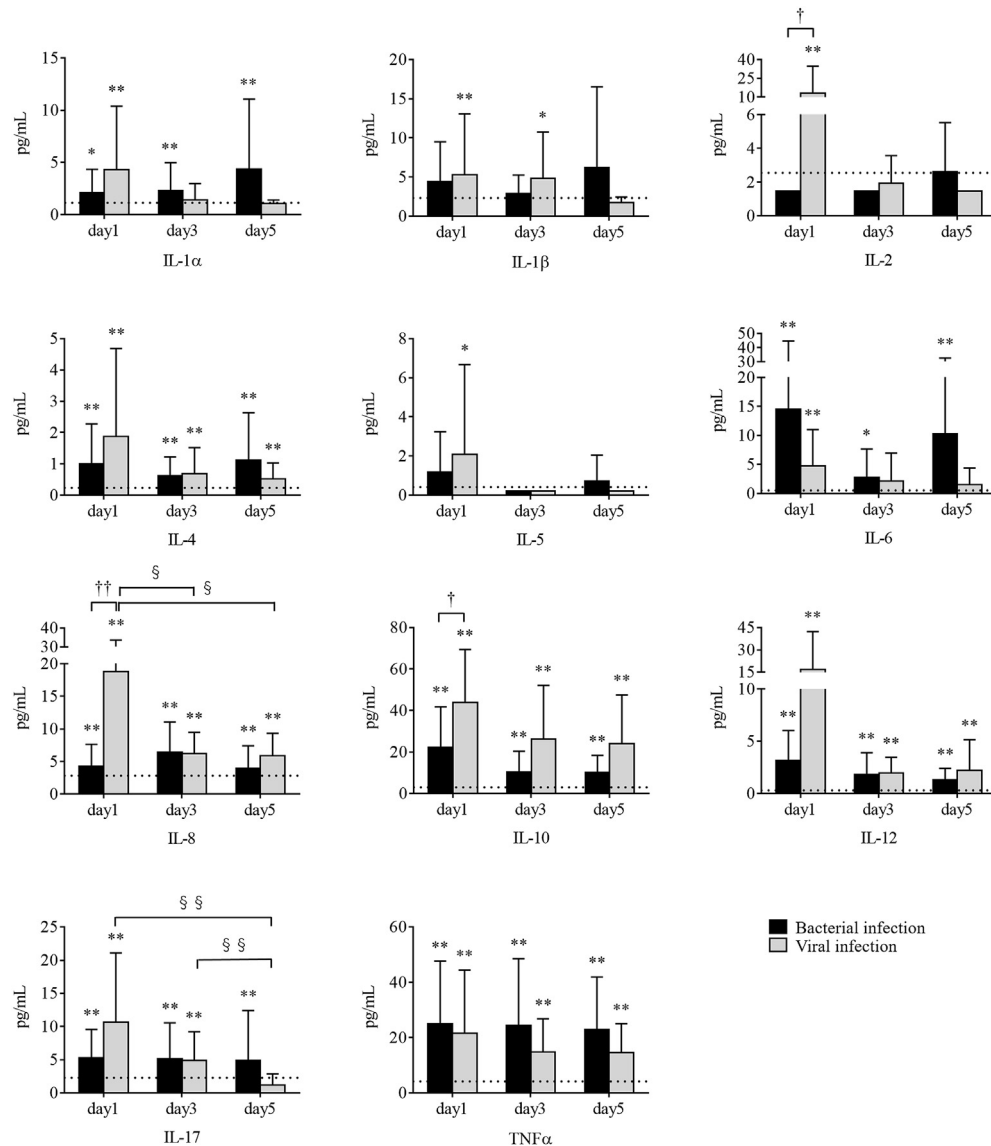 15
10
5
0
pg/mL
*
**
**
**
day1
day3
day5
IL-1α
20
15
10
5
0
pg/mL
**
*
day1
day3
day5
IL-1β
40
25
10
6
4
2
0
pg/mL
†
**
day1
day3
day5
IL-2
5
4
3
2
1
0
pg/mL
**
**
**
**
**
**
day1
day3
day5
IL-4
8
6
4
2
0
pg/mL
*
day1
day3
day5
IL-5
50
40
30
20
15
10
5
0
pg/mL
**
**
*
**
day1
day3
day5
IL-6
40
30
20
15
10
5
0
pg/mL
††
§
§
**
**
**
**
**
**
day1
day3
day5
IL-8
80
60
40
20
0
pg/mL
†
**
**
**
**
**
**
day1
day3
day5
IL-10
45
30
15
10
5
0
pg/mL
**
**
**
**
**
**
day1
day3
day5
IL-12
25
20
15
10
5
0
pg/mL
§ §
§ §
**
**
**
**
**
day1
day3
day5
IL-17
60
40
20
0
pg/mL
**
**
**
**
**
**
day1
day3
day5
TNFα
Bacterial infection
Viral infection